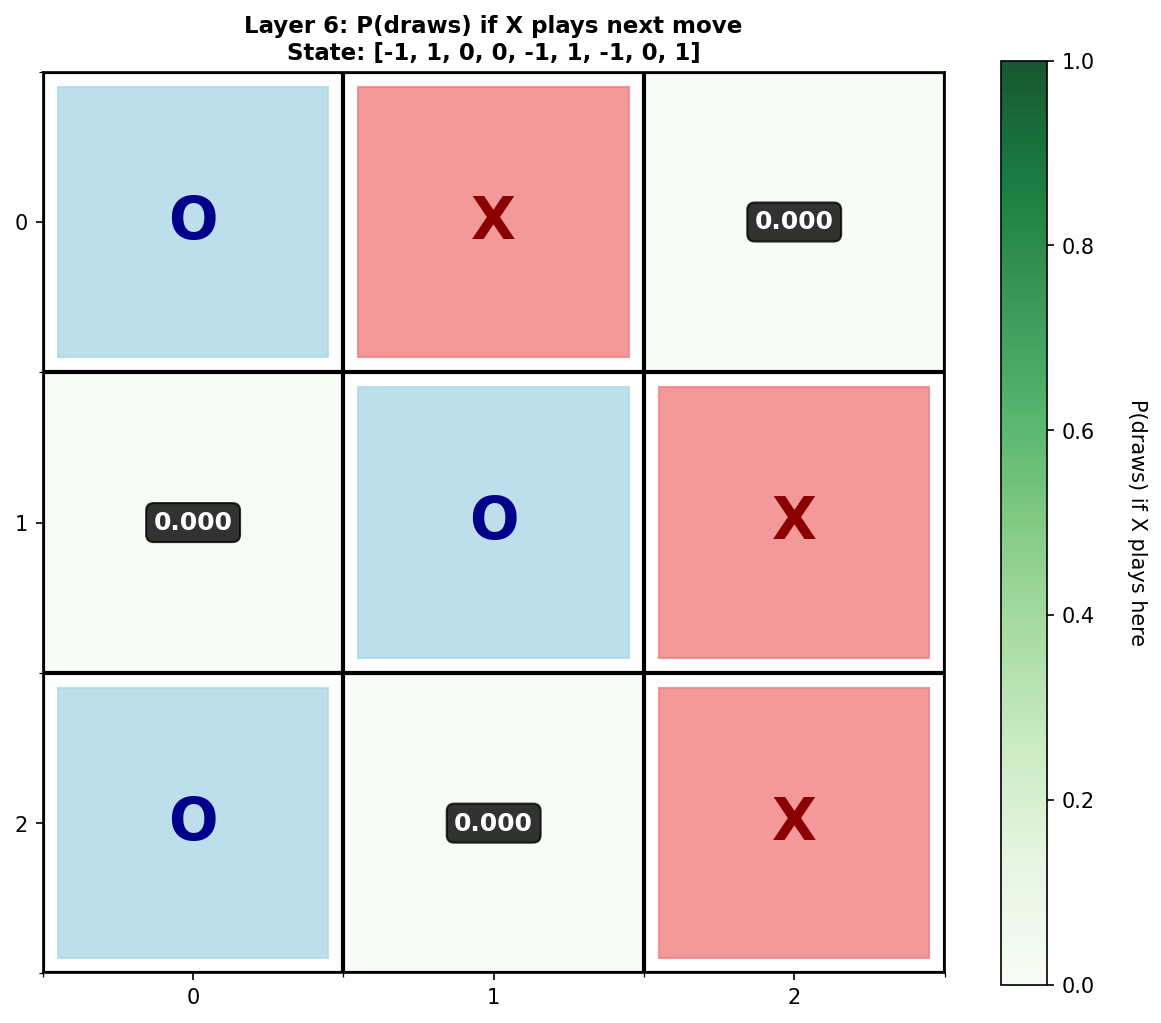 Layer 6: P(draws) if X plays next move
State: [-1, 1, 0, 0, -1, 1, -1, 0, 1]
0
O
X
0.000
1
0.000
O
X
2
O
0.000
X
0
1
2
1.0
0.8
0.6
0.4
0.2
0.0
P(draws) if X plays here